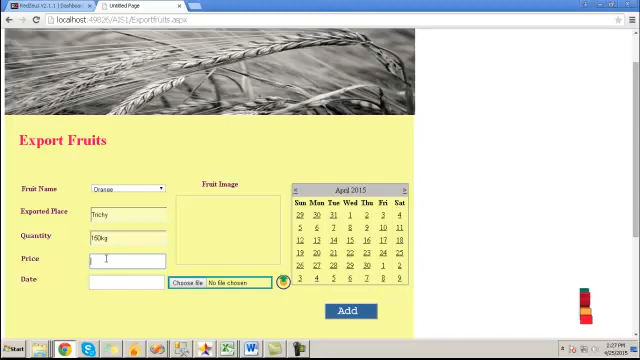 RedZeus V2.1.1 | Dashboard
Untitled Page
localhost:49826/AJS1/Exportfruits.aspx
Export Fruits
Fruit Name
Orange
Fruit Image
Exported Place
Trichy
Quantity
150kg
Price
Date
Choose file
No file chosen
< April 2015 >
Sun Mon Tue Wed Thu Fri Sat
29 30 31 1 2 3 4
5 6 7 8 9 10 11
12 13 14 15 16 17 18
19 20 21 22 23 24 25
26 27 28 29 30 1 2
3 4 5 6 7 8 9
Add
Start
2:27 PM
4/25/2015